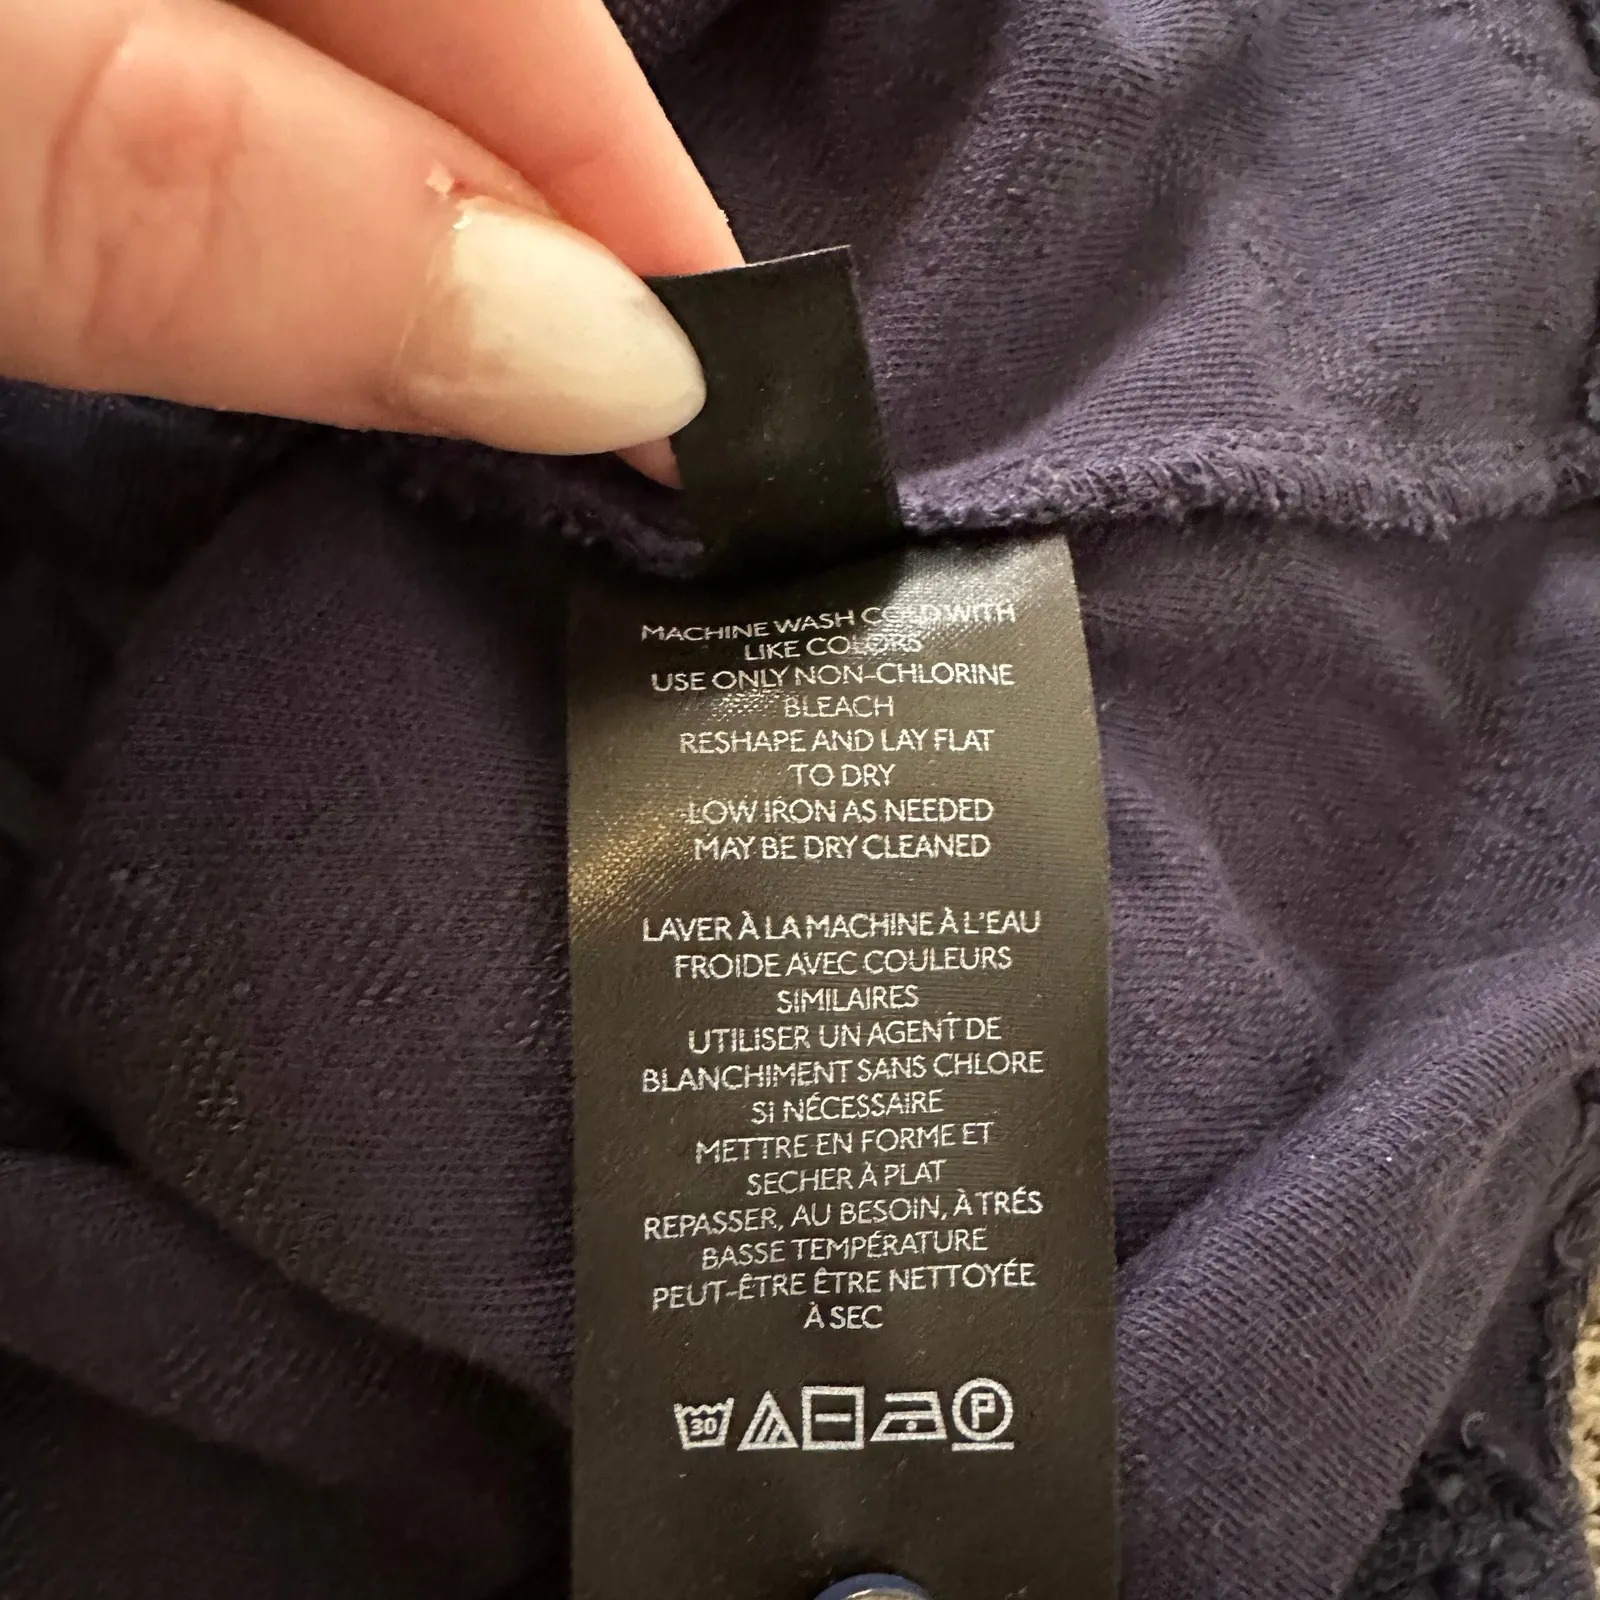 MACHINE WASH COLD WITH
LIKE COLORS
USE ONLY NON-CHLORINE
BLEACH
RESHAPE AND LAY FLAT
TO DRY
LOW IRON AS NEEDED
MAY BE DRY CLEANED
LAVER À LA MACHINE À L'EAU
FROIDE AVEC COULEURS
SIMILAIRES
UTILISER UN AGENT DE
BLANCHIMENT SANS CHLORE
SI NÉCESSAIRE
METTRE EN FORME ET
SECHER À PLAT
REPASSER, AU BESOIN, À TRÉS
BASSE TEMPÉRATURE
PEUT-ÊTRE ÊTRE NETTOYÉE
À SEC
30 P